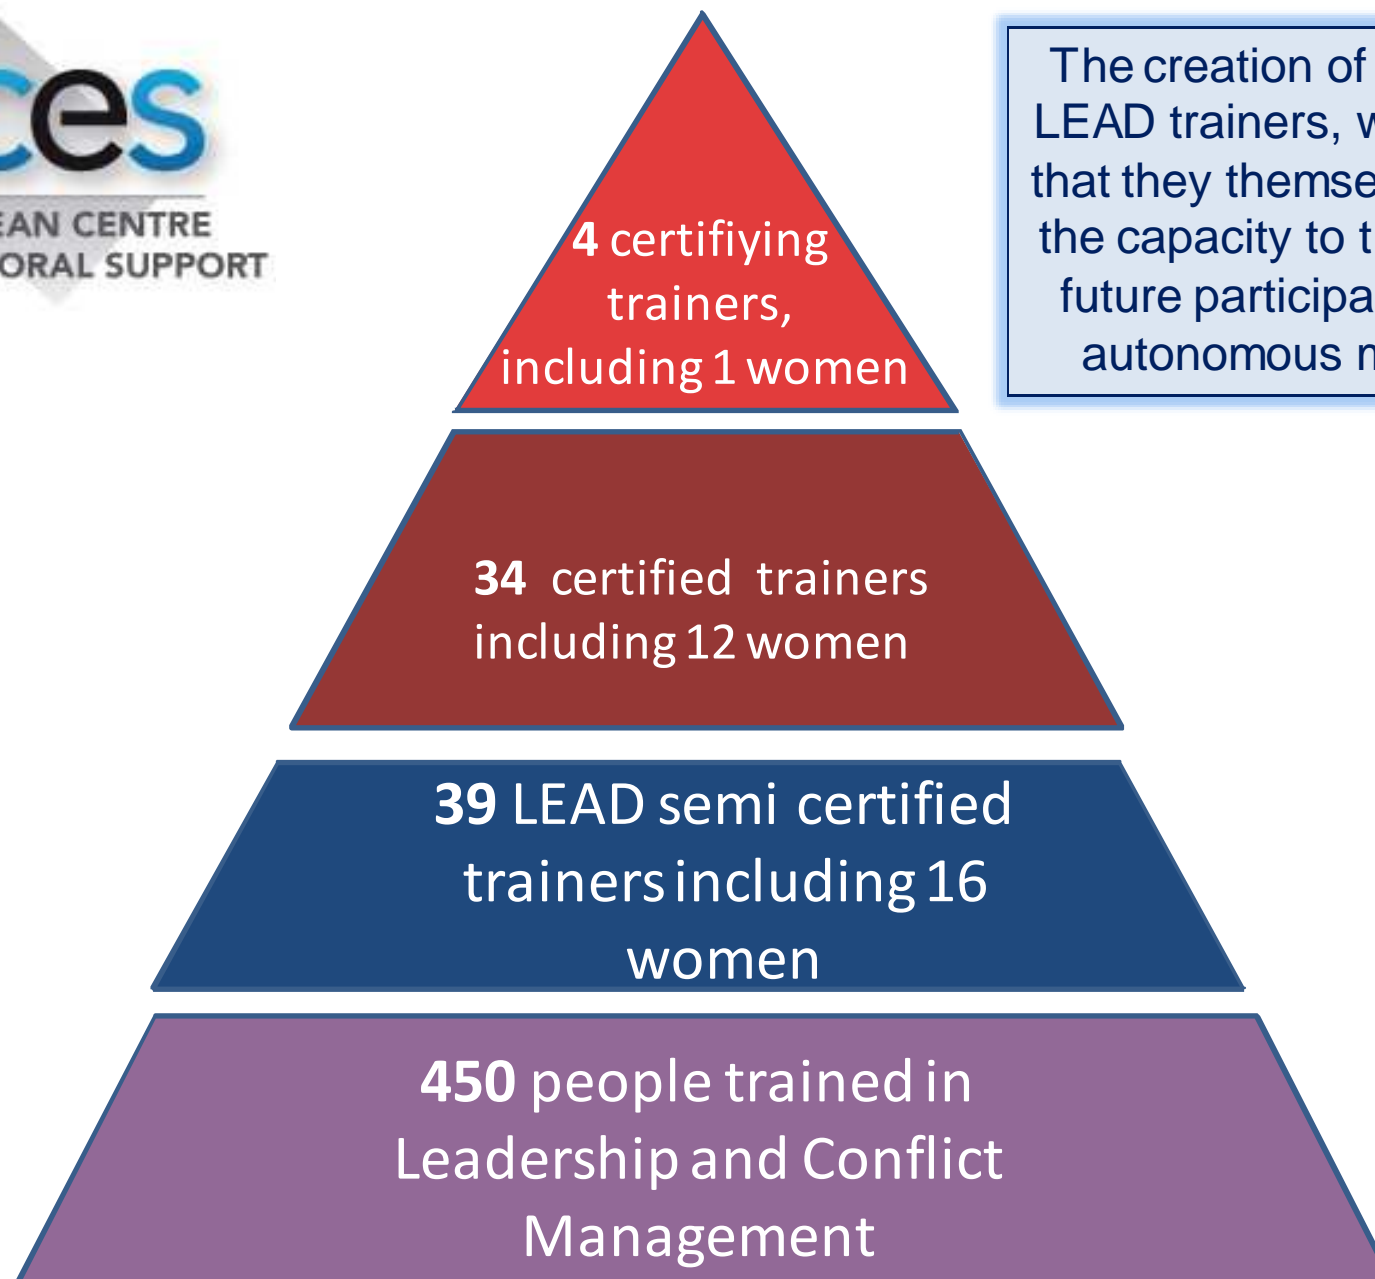 ces
EAN CENTRE
ORAL SUPPORT
The creation of
LEAD trainers, w
that they themse
the capacity to t
future participa
autonomous
4 certifiying
trainers,
including 1 women
34 certified trainers
including 12 women
39 LEAD semi certified
trainers including 16
women
450 people trained in
Leadership and Conflict
Management